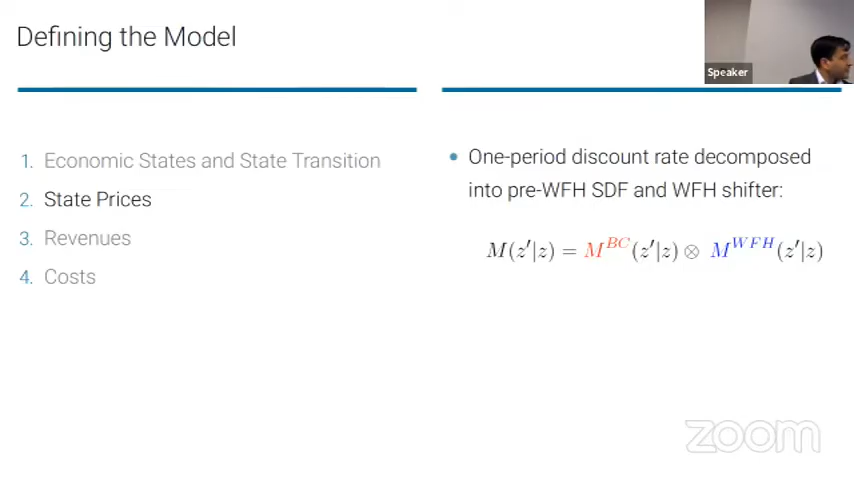 Defining the Model
Speaker
1. Economic States and State Transition
2. State Prices
3. Revenues
4. Costs
• One-period discount rate decomposed
into pre-WFH SDF and WFH shifter:
M(z′|z) = M^{BC}(z′|z) ⊗ M^{WFH}(z′|z)
zoom